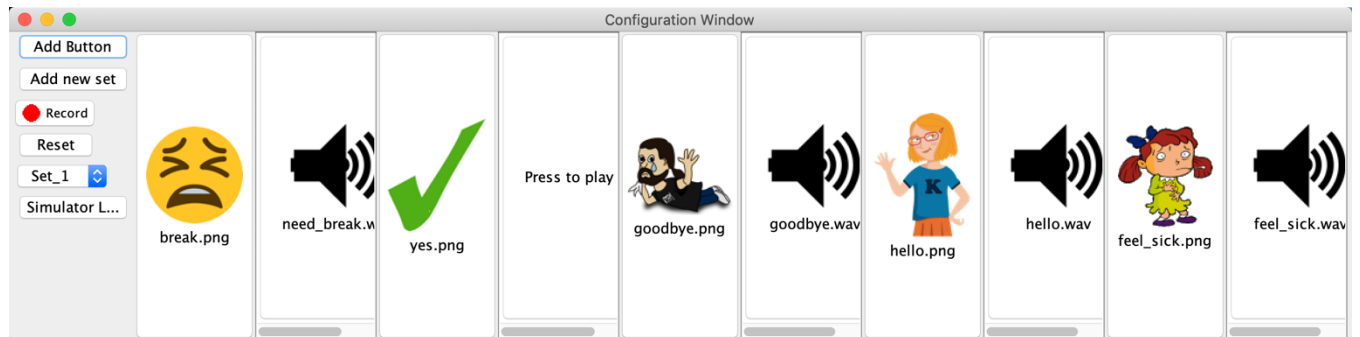 Configuration Window
Add Button
Add new set
Record
Reset
Set_1
Simulator L...
break.png
need_break.w
yes.png
Press to play
goodbye.png
goodbye.wav
K
hello.png
hello.wav
feel_sick.png
feel_sick.wav